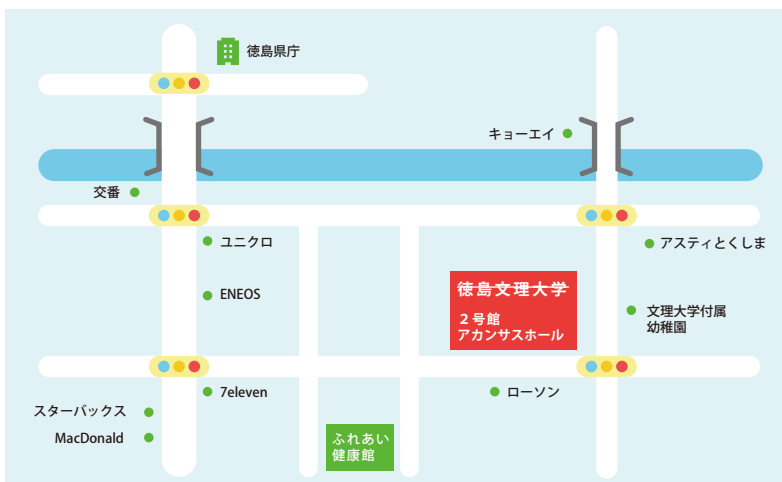 徳島県庁
キョーエイ
交番
ユニクロ
アスティとくしま
ENEOS
徳島文理大学
２号館
アカンサスホール
文理大学付属
幼稚園
7eleven
ローソン
スターバックス
MacDonald
ふれあい
健康館